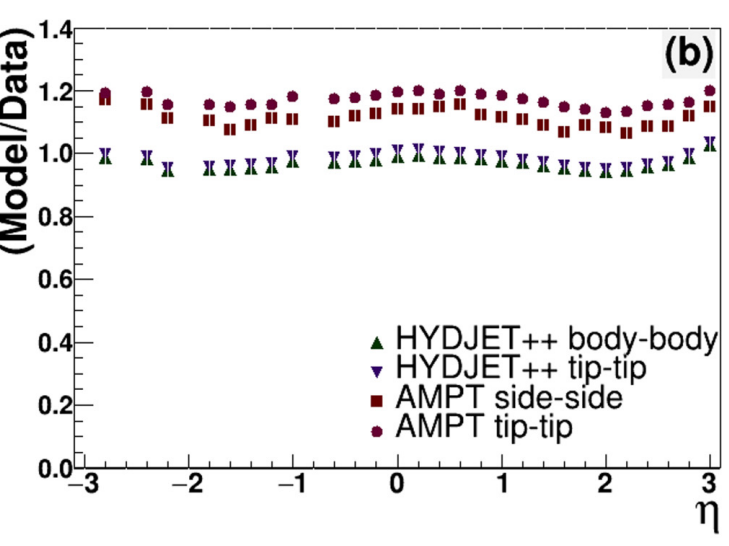 (b)
(Model/Data)
1.4
1.2
1.0
0.8
0.6
0.4
0.2
0.0
HYDJET++ body-body
HYDJET++ tip-tip
AMPT side-side
AMPT tip-tip
−3 −2 −1 0 1 2 3
η